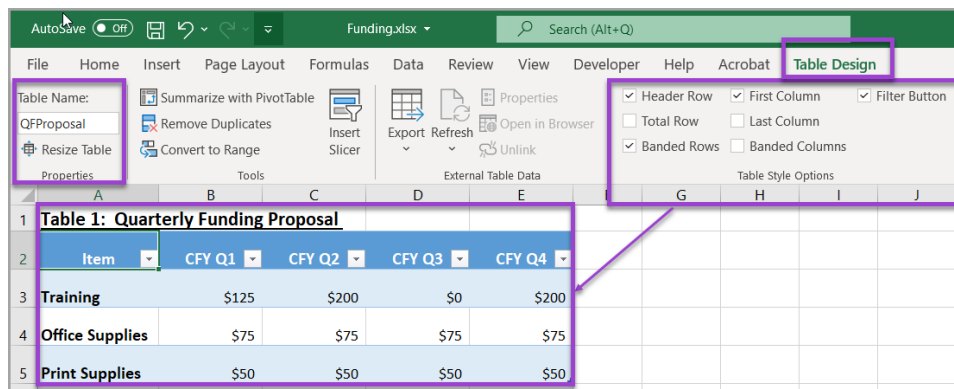 AutoSave Off Funding.xlsx Search (Alt+Q)
File Home Insert Page Layout Formulas Data Review View Developer Help Acrobat Table Design
Table Name:
QFProposal
Resize Table
Properties
Summarize with PivotTable
Remove Duplicates
Convert to Range
Insert
Slicer
Tools
Export Refresh
Properties
Open in Browser
Unlink
External Table Data
Header Row First Column Filter Button
Total Row Last Column
Banded Rows Banded Columns
Table Style Options
A B C D E F G H I J
1 Table 1: Quarterly Funding Proposal
2 Item CFY Q1 CFY Q2 CFY Q3 CFY Q4
3 Training $125 $200 $0 $200
4 Office Supplies $75 $75 $75 $75
5 Print Supplies $50 $50 $50 $50